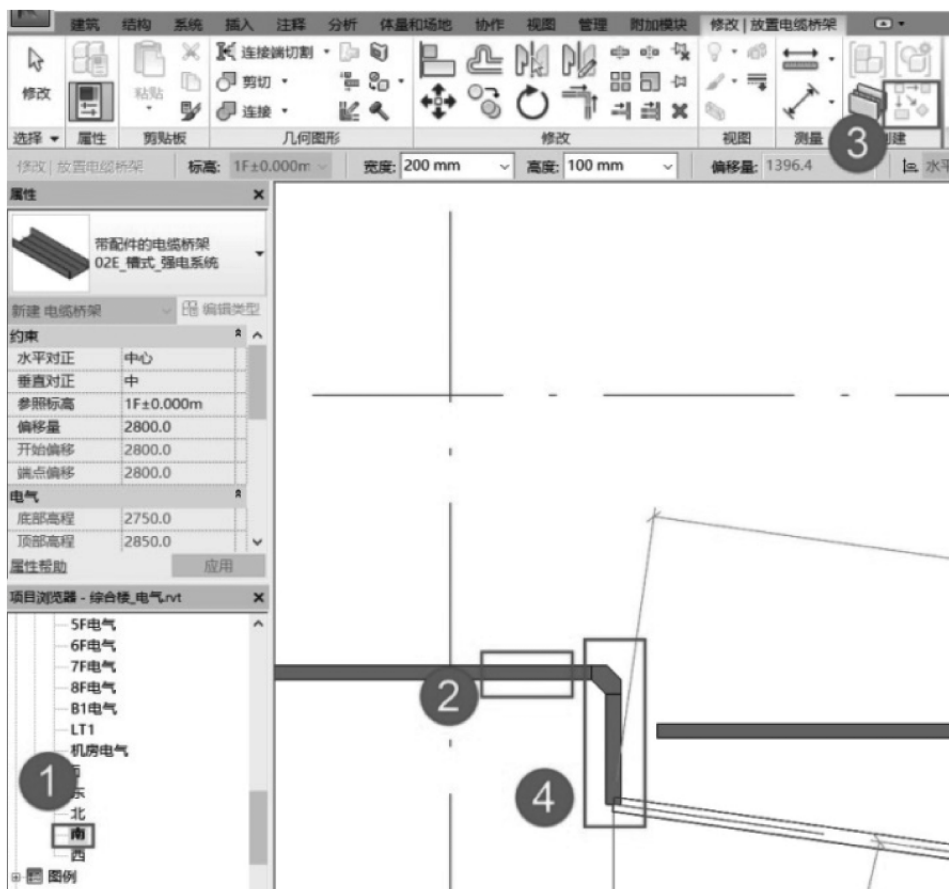 建筑 结构 系统 插入 注释 分析 体量和场地 协作 视图 管理 附加模块 修改 | 放置电缆桥架
连接端切割
修改 粘贴 剪切
连接
选择 属性 剪贴板 几何图形 修改 视图 测量 建
3
修改 | 放置电缆桥架 标高: 1F±0.000m 宽度: 200 mm 高度: 100 mm 偏移量: 1396.4 水平
属性
带配件的电缆桥架
02E_槽式_强电系统
新建 电缆桥架 编辑类型
约束
水平对正 中心
垂直对正 中
参照标高 1F±0.000m
偏移量 2800.0
开始偏移 2800.0
端点偏移 2800.0
电气
底部高程 2750.0
顶部高程 2850.0
属性帮助 应用
项目浏览器 - 综合楼_电气.rvt
5F电气
6F电气
7F电气
8F电气
B1电气
LT1
机房电气
东
北
南
西
图例
1
2
4